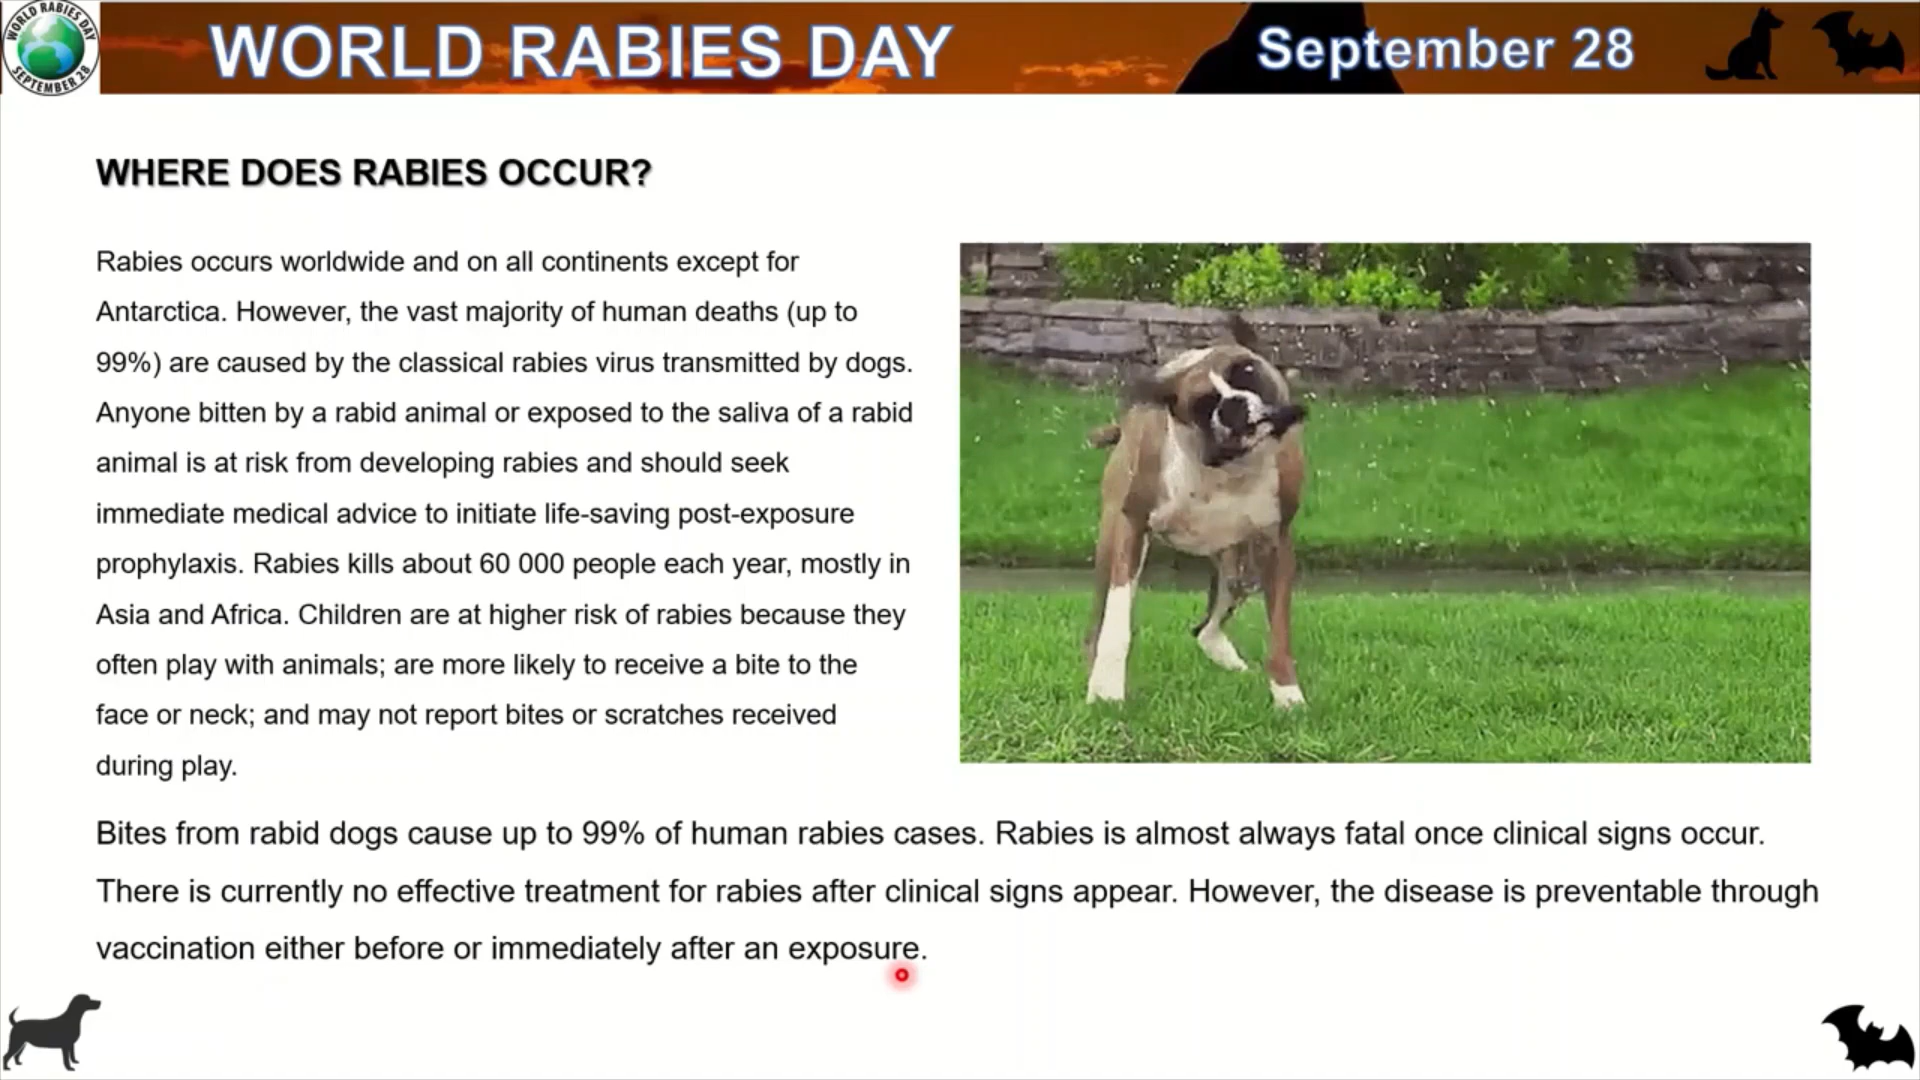 WORLD RABIES DAY
SEPTEMBER 28
WORLD RABIES DAY
September 28
WHERE DOES RABIES OCCUR?
Rabies occurs worldwide and on all continents except for
Antarctica. However, the vast majority of human deaths (up to
99%) are caused by the classical rabies virus transmitted by dogs.
Anyone bitten by a rabid animal or exposed to the saliva of a rabid
animal is at risk from developing rabies and should seek
immediate medical advice to initiate life-saving post-exposure
prophylaxis. Rabies kills about 60 000 people each year, mostly in
Asia and Africa. Children are at higher risk of rabies because they
often play with animals; are more likely to receive a bite to the
face or neck; and may not report bites or scratches received
during play.
Bites from rabid dogs cause up to 99% of human rabies cases. Rabies is almost always fatal once clinical signs occur.
There is currently no effective treatment for rabies after clinical signs appear. However, the disease is preventable through
vaccination either before or immediately after an exposure.